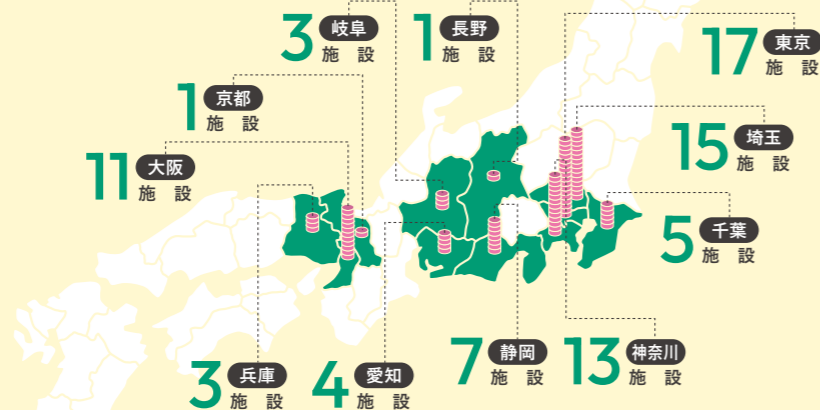 3 岐阜
施設
1 長野
施設
17 東京
施設
1 京都
施設
15 埼玉
施設
11 大阪
施設
5 千葉
施設
3 兵庫
施設
4 愛知
施設
7 静岡
施設
13 神奈川
施設